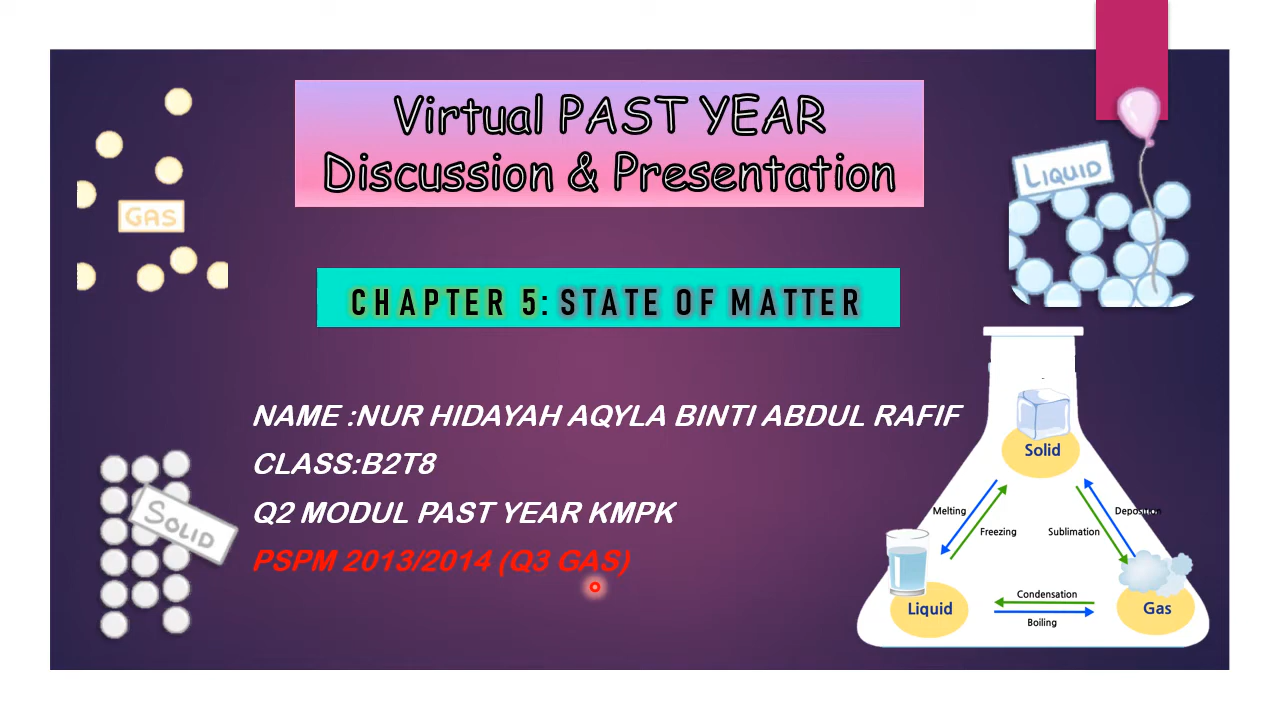 Virtual PAST YEAR
Discussion & Presentation
GAS
LIQUID
CHAPTER 5: STATE OF MATTER
NAME :NUR HIDAYAH AQYLA BINTI ABDUL RAFIF
CLASS:B2T8
Q2 MODUL PAST YEAR KMPK
PSPM 2013/2014 (Q3 GAS)
SOLID
Solid
Melting
Freezing
Sublimation
Deposition
Condensation
Boiling
Liquid
Gas